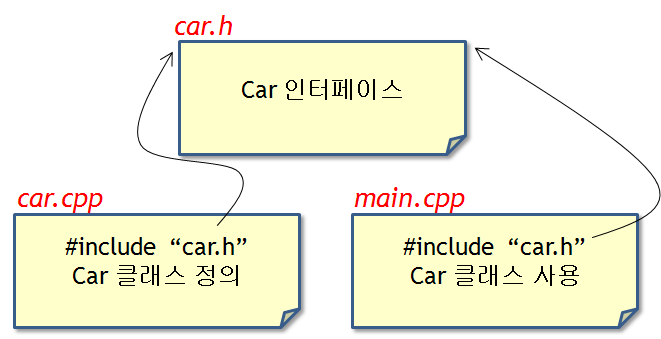 car.h
Car 인터페이스
car.cpp
#include “car.h”
Car 클래스 정의
main.cpp
#include “car.h”
Car 클래스 사용